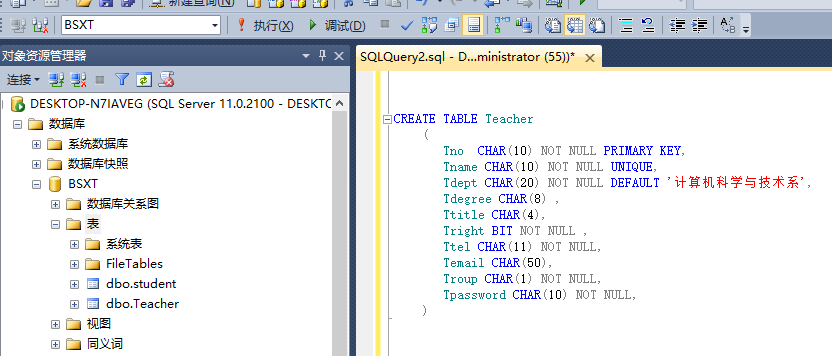 新建查询(N)
BSXT
执行(X)
调试(D)
对象资源管理器
连接
DESKTOP-N7IAVEG (SQL Server 11.0.2100 - DESKTO
数据库
系统数据库
数据库快照
BSXT
数据库关系图
表
系统表
FileTables
dbo.student
dbo.Teacher
视图
同义词
SQLQuery2.sql - D...ministrator (55))*
CREATE TABLE Teacher
(
Tno  CHAR(10) NOT NULL PRIMARY KEY,
Tname CHAR(10) NOT NULL UNIQUE,
Tdept CHAR(20) NOT NULL DEFAULT '计算机科学与技术系',
Tdegree CHAR(8) ,
Ttitle CHAR(4),
Tright BIT NOT NULL ,
Ttel CHAR(11) NOT NULL,
Temail CHAR(50),
Troup CHAR(1) NOT NULL,
Tpassword CHAR(10) NOT NULL,
)